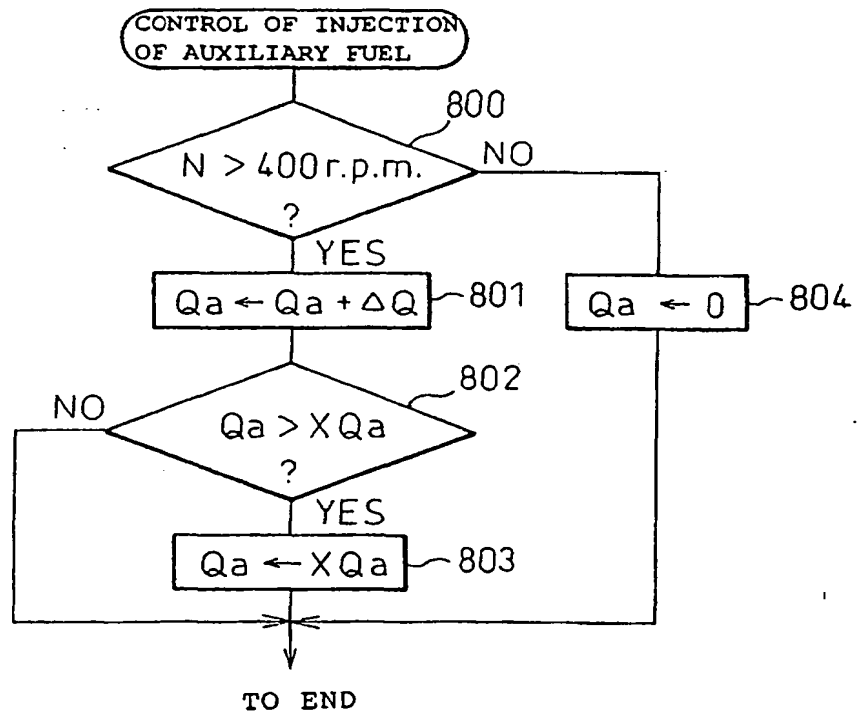 CONTROL OF INJECTION
OF AUXILIARY FUEL
800
N > 400 r.p.m.
?
NO
YES
Qa ← Qa + ΔQ
801
Qa ← 0
804
802
NO
Qa > XQa
?
YES
Qa ← XQa
803
TO END